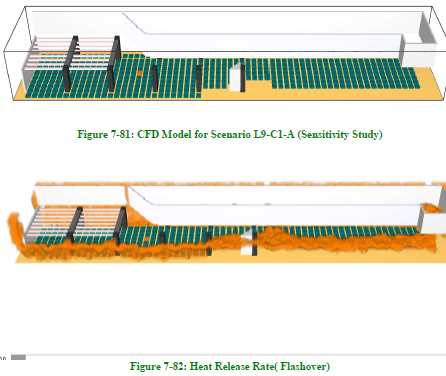 Figure 7-81: CFD Model for Scenario L9-C1-A (Sensitivity Study)
Figure 7-82: Heat Release Rate( Flashover)